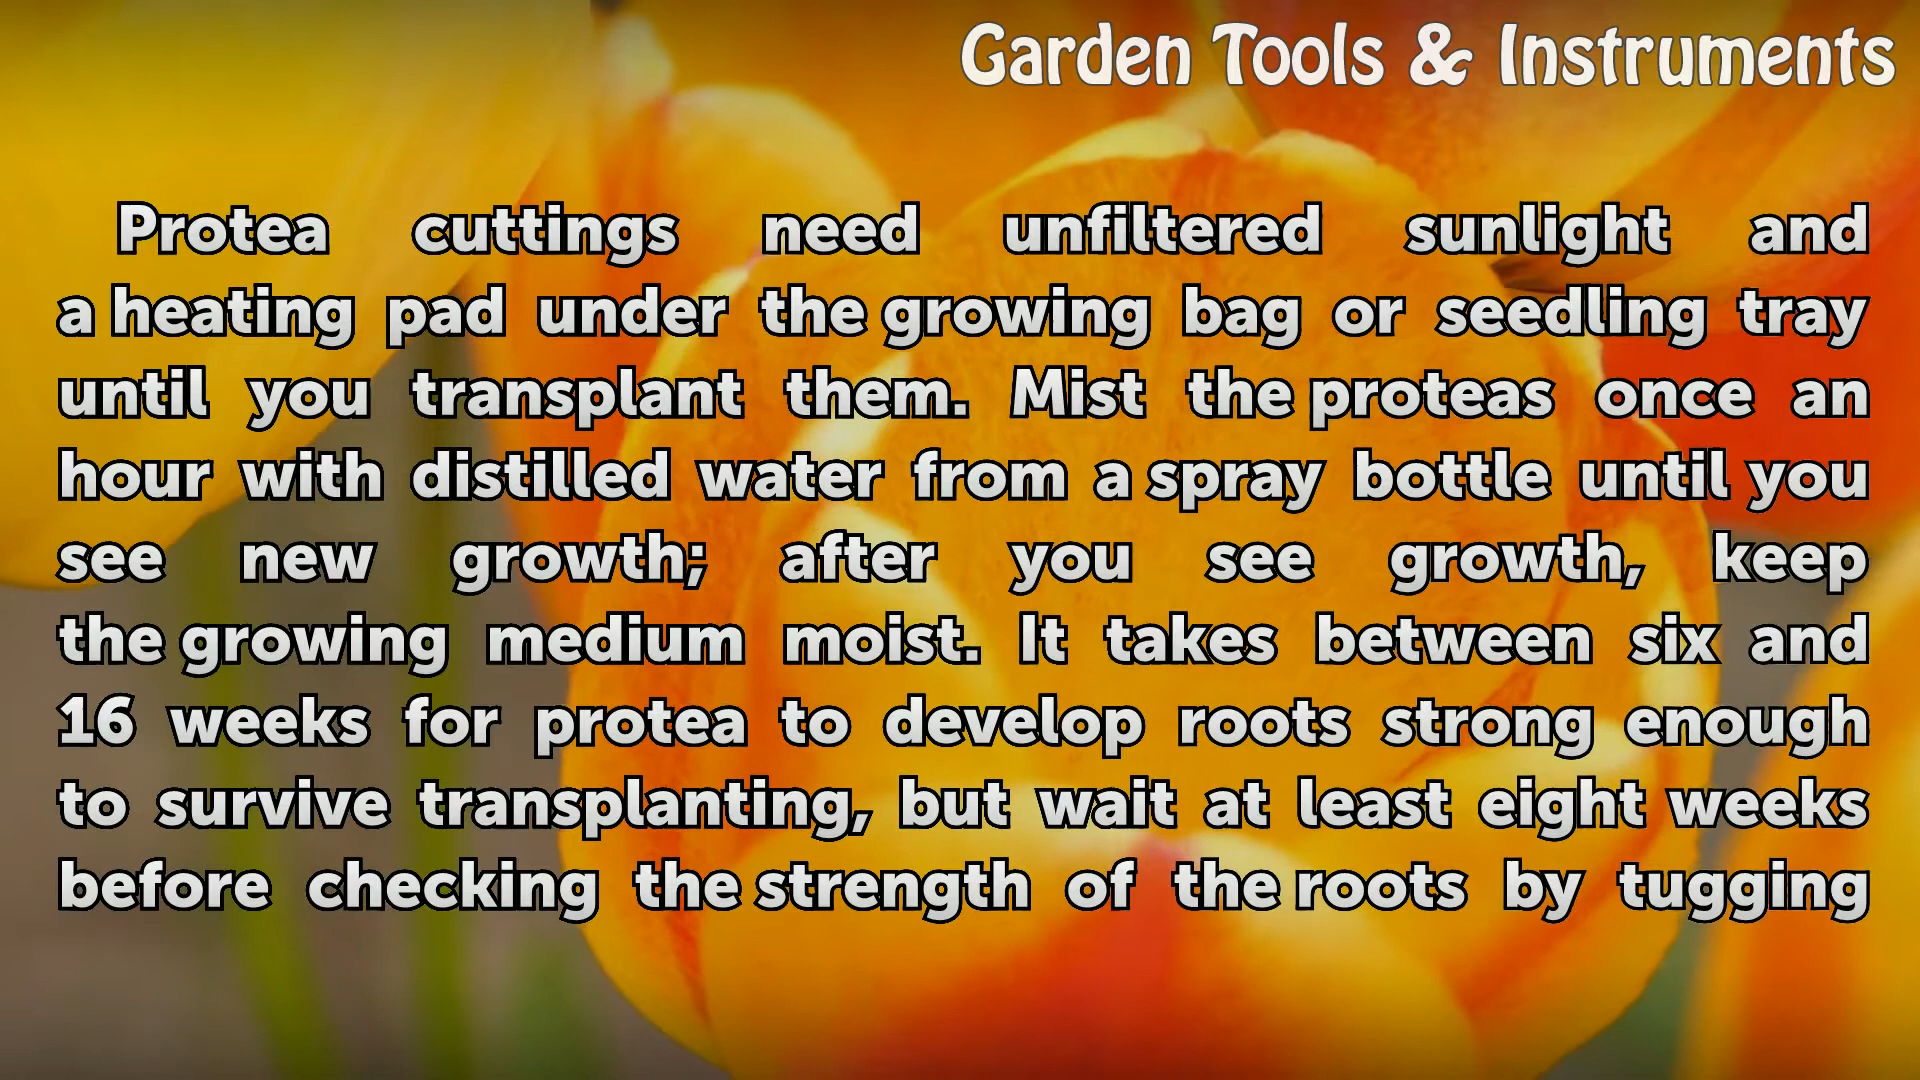 Garden Tools & Instruments
Protea cuttings need unfiltered sunlight and
a heating pad under the growing bag or seedling tray
until you transplant them. Mist the proteas once an
hour with distilled water from a spray bottle until you
see new growth; after you see growth, keep
the growing medium moist. It takes between six and
16 weeks for protea to develop roots strong enough
to survive transplanting, but wait at least eight weeks
before checking the strength of the roots by tugging